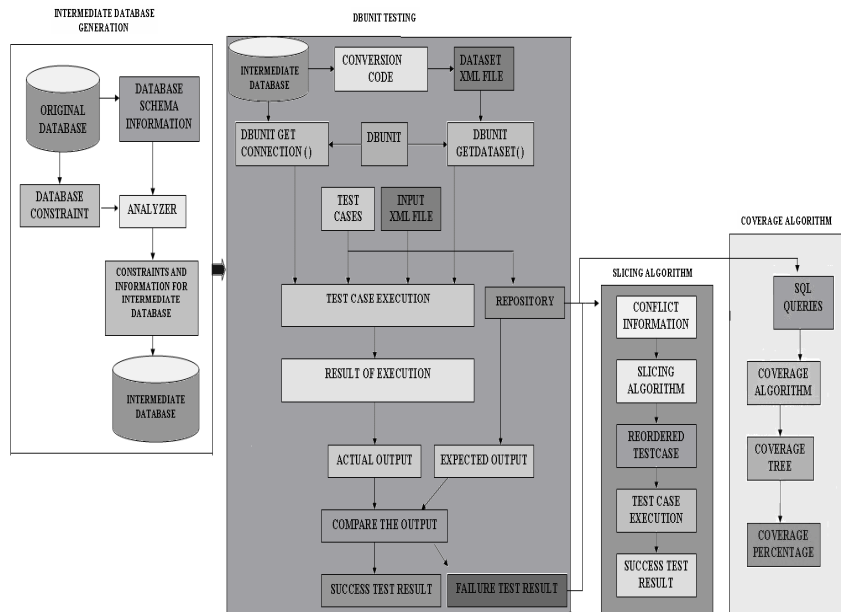 INTERMEDIATE DATABASE
GENERATION
ORIGINAL
DATABASE
DATABASE
SCHEMA
INFORMATION
DATABASE
CONSTRAINT
ANALYZER
CONSTRAINTS AND
INFORMATION FOR
INTERMEDIATE
DATABASE
INTERMEDIATE
DATABASE
DBUNIT TESTING
INTERMEDIATE
DATABASE
CONVERSION
CODE
DATASET
XML FILE
DBUNIT GET
CONNECTION ( )
DBUNIT
DBUNIT
GETDATASET( )
TEST
CASES
INPUT
XML FILE
TEST CASE EXECUTION
REPOSITORY
RESULT OF EXECUTION
ACTUAL OUTPUT
EXPECTED OUTPUT
COMPARE THE OUTPUT
SUCCESS TEST RESULT
FAILURE TEST RESULT
SLICING ALGORITHM
CONFLICT
INFORMATION
SLICING
ALGORITHM
REORDERED
TESTCASE
TEST CASE
EXECUTION
SUCCESS TEST
RESULT
COVERAGE ALGORITHM
SQL
QUERIES
COVERAGE
ALGORITHM
COVERAGE
TREE
COVERAGE
PERCENTAGE